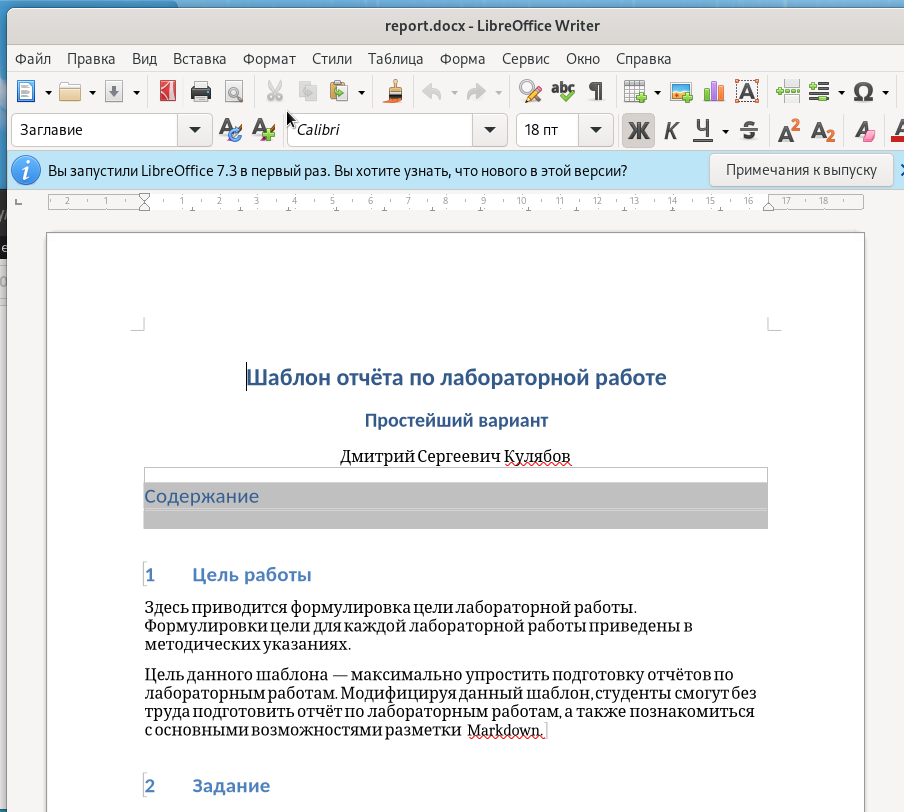 report.docx - LibreOffice Writer
Файл Правка Вид Вставка Формат Стили Таблица Форма Сервис Окно Справка
Заглавие Calibri 18 пт Ж К Ч S A² A₂
Вы запустили LibreOffice 7.3 в первый раз. Вы хотите узнать, что нового в этой версии? Примечания к выпуску
2 1 1 2 3 4 5 6 7 8 9 10 11 12 13 14 15 16 17 18
Шаблон отчёта по лабораторной работе
Простейший вариант
Дмитрий Сергеевич Кулябов
Содержание
1 Цель работы
Здесь приводится формулировка цели лабораторной работы.
Формулировки цели для каждой лабораторной работы приведены в
методических указаниях.
Цель данного шаблона — максимально упростить подготовку отчётов по
лабораторным работам. Модифицируя данный шаблон, студенты смогут без
труда подготовить отчёт по лабораторным работам, а также познакомиться
с основными возможностями разметки Markdown.
2 Задание